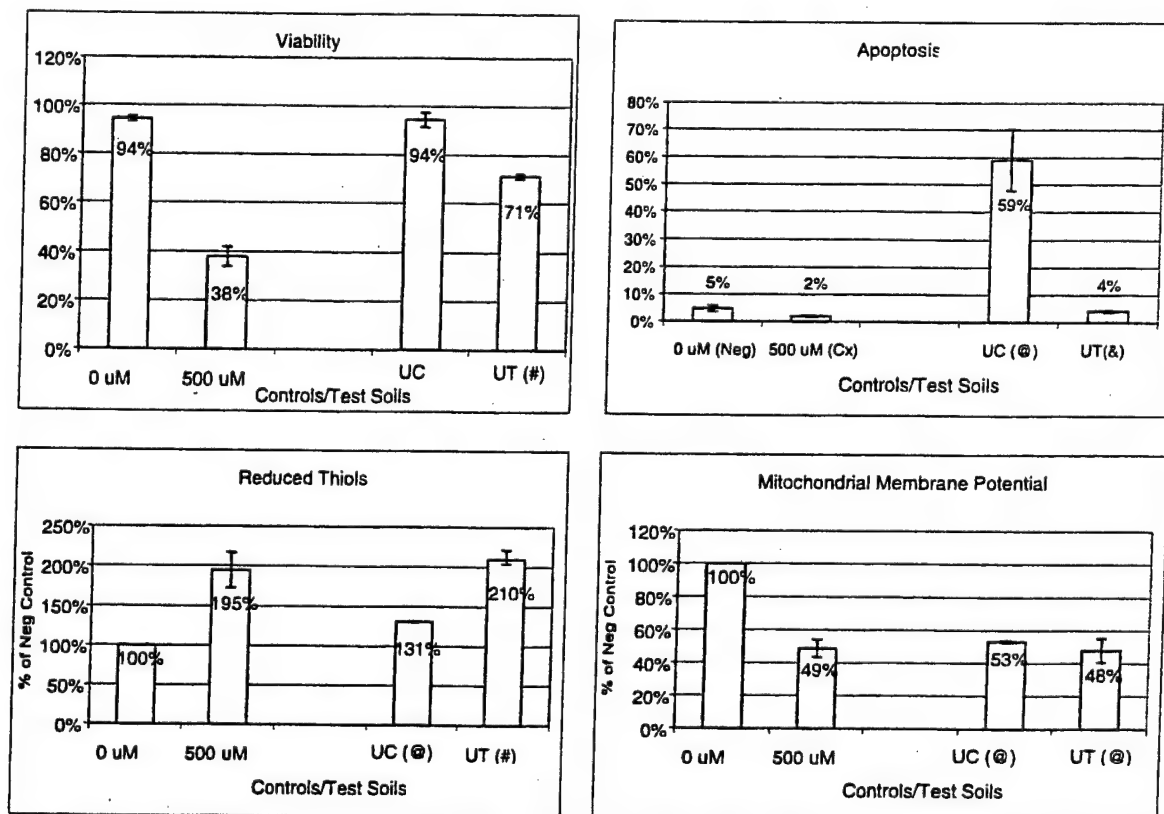 Viability
120%
100%
80%
60%
40%
20%
0%
94%
38%
94%
71%
0 uM
500 uM
UC
UT (#)
Controls/Test Soils
Apoptosis
80%
70%
60%
50%
40%
30%
20%
10%
0%
5%
2%
59%
4%
0 uM (Neg)
500 uM (Cx)
UC (@)
UT(&)
Controls/Test Soils
Reduced Thiols
% of Neg Control
250%
200%
150%
100%
50%
0%
100%
195%
131%
210%
0 uM
500 uM
UC (@)
UT (#)
Controls/Test Soils
Mitochondrial Membrane Potential
% of Neg Control
120%
100%
80%
60%
40%
20%
0%
100%
49%
53%
48%
0 uM
500 uM
UC (@)
UT (@)
Controls/Test Soils